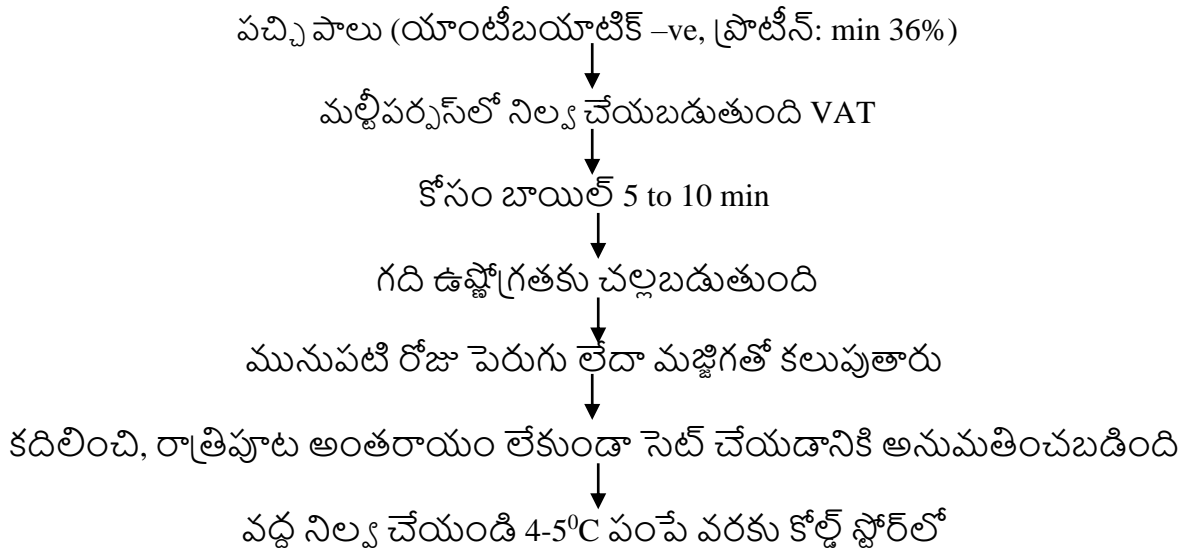 పచ్చి పాలు (యాంటీబయాటిక్ –ve, ప్రొటీన్: min 36%)
మల్టీపర్పస్‌లో నిల్వ చేయబడుతుంది VAT
కోసం బాయిల్ 5 to 10 min
గది ఉష్ణోగ్రతకు చల్లబడుతుంది
మునుపటి రోజు పెరుగు లేదా మజ్జిగతో కలుపుతారు
కదిలించి, రాత్రిపూట అంతరాయం లేకుండా సెట్ చేయడానికి అనుమతించబడింది
వద్ద నిల్వ చేయండి 4-5⁰C పంపే వరకు కోల్డ్ స్టోర్‌లో